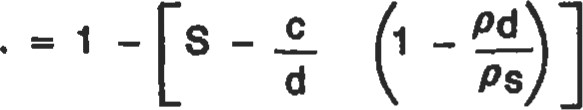 . = 1 - [ S - c/d ( 1 - ρd/ρs ) ]